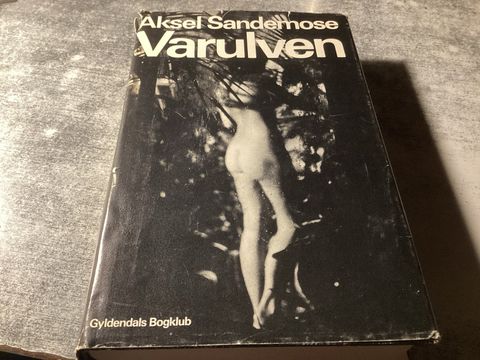 Aksel Sandemose
Varulven
Gyldendals Bogklub